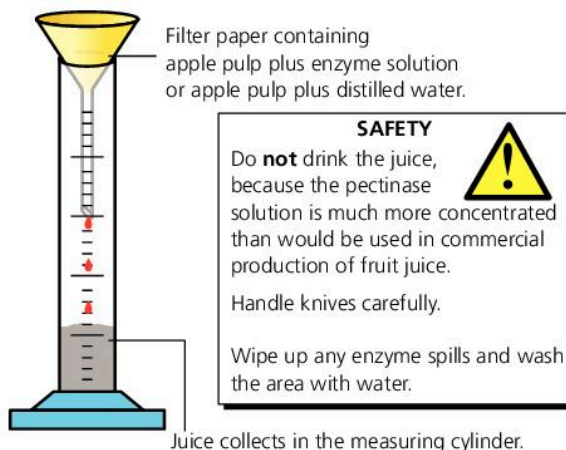 Filter paper containing
apple pulp plus enzyme solution
or apple pulp plus distilled water.
SAFETY
Do not drink the juice,
because the pectinase
solution is much more concentrated
than would be used in commercial
production of fruit juice.
Handle knives carefully.
Wipe up any enzyme spills and wash
the area with water.
Juice collects in the measuring cylinder.